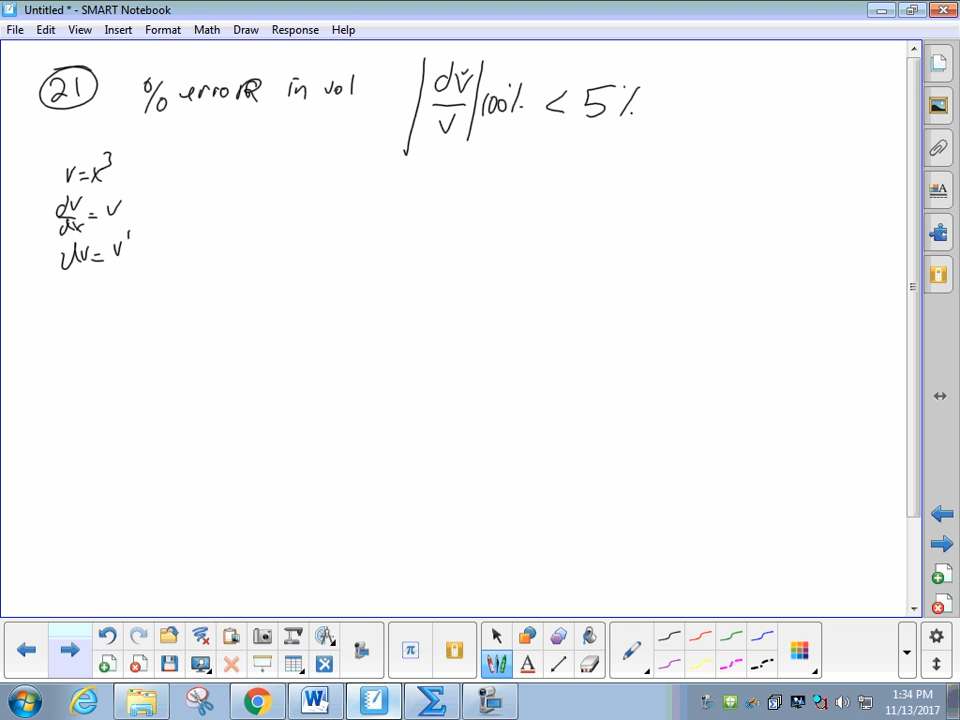 Untitled * - SMART Notebook
File Edit View Insert Format Math Draw Response Help
21 % error in vol |dv/v| 100% < 5%
v=x³
dv/dx = v
dv= v'
1:34 PM
11/13/2017